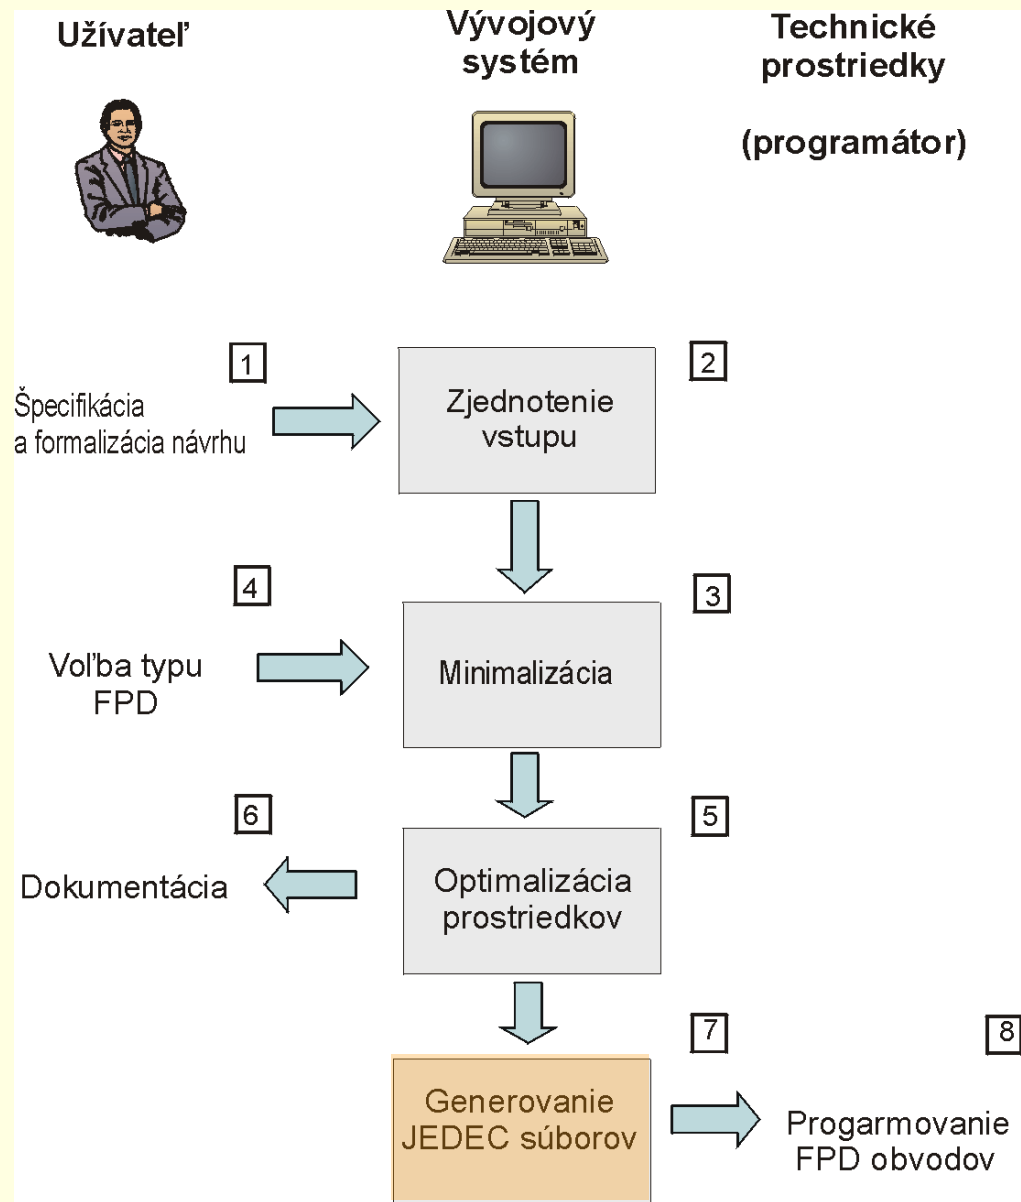 Užívateľ
Vývojový
systém
Technické
prostriedky
(programátor)
1
2
Špecifikácia
a formalizácia návrhu
Zjednotenie
vstupu
4
3
Voľba typu
FPD
Minimalizácia
6
5
Dokumentácia
Optimalizácia
prostriedkov
7
8
Generovanie
JEDEC súborov
Progarmovanie
FPD obvodov